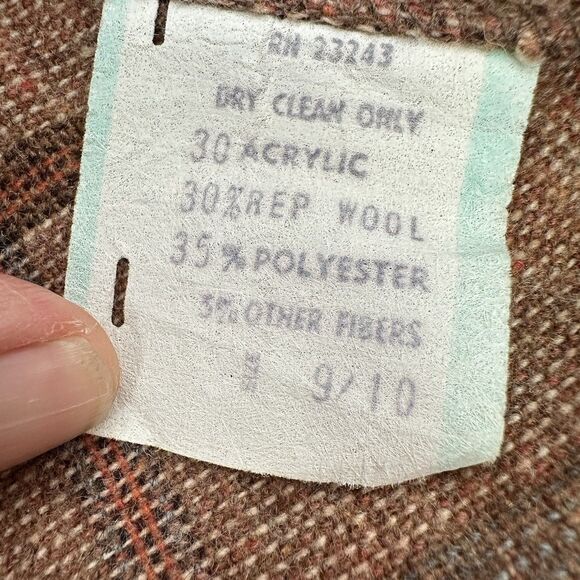 RN 23243
DRY CLEAN ONLY
30 ACRYLIC
30% REP WOOL
35% POLYESTER
5% OTHER FIBERS
9/10